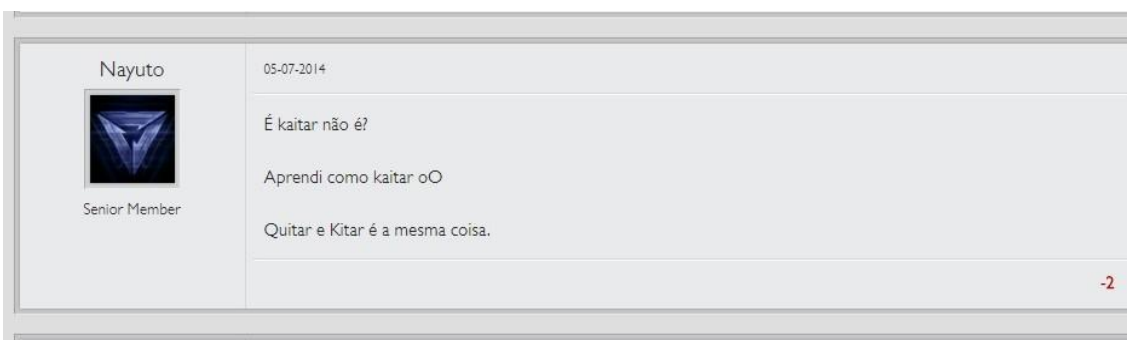 Nayuto
05-07-2014
Senior Member
É kaitar não é?
Aprendi como kaitar oO
Quitar e Kitar é a mesma coisa.
-2